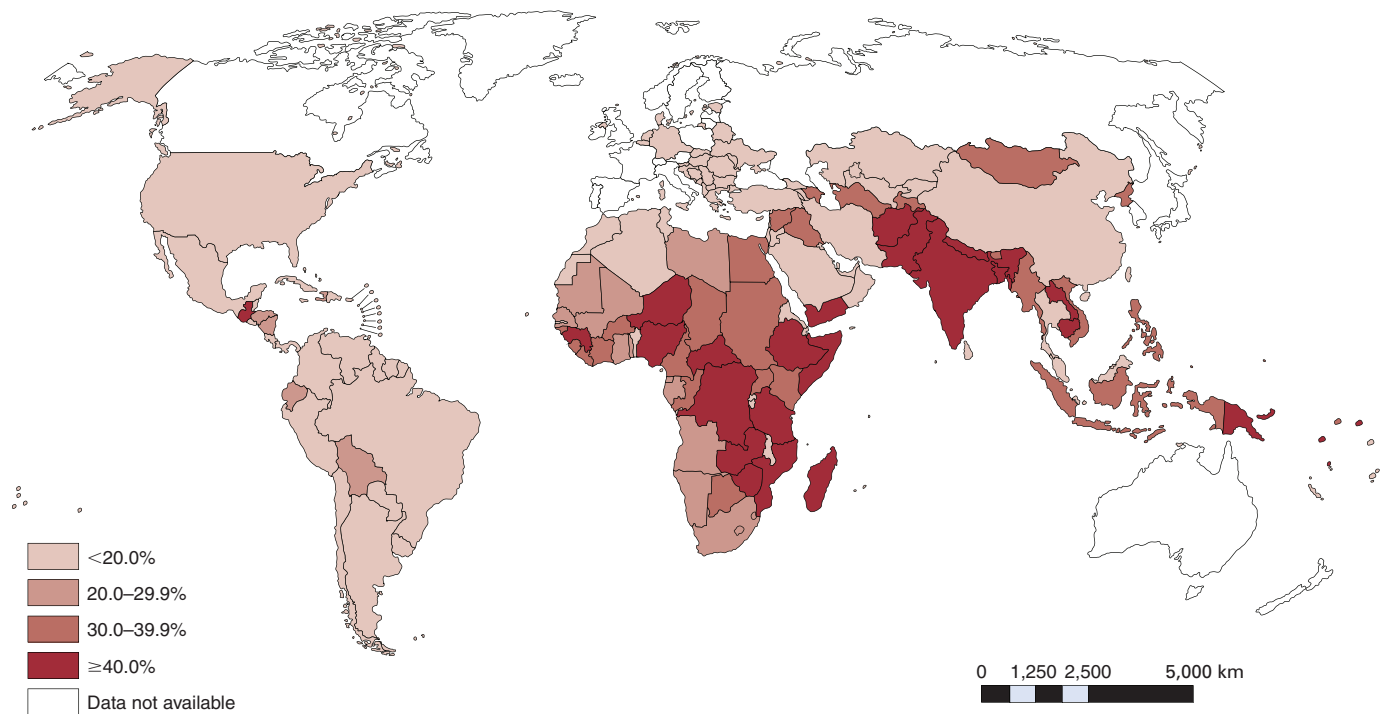 <20.0%
20.0–29.9%
30.0–39.9%
≥40.0%
Data not available
0 1,250 2,500 5,000 km